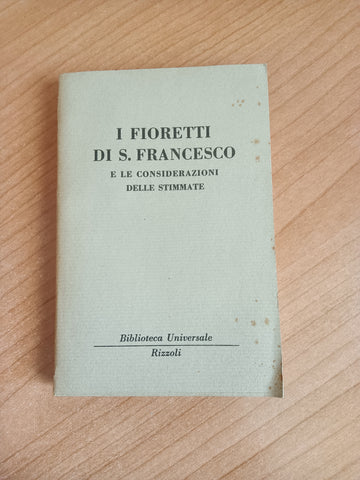 I FIORETTI
DI S. FRANCESCO
E LE CONSIDERAZIONI
DELLE STIMMATE
Biblioteca Universale
Rizzoli